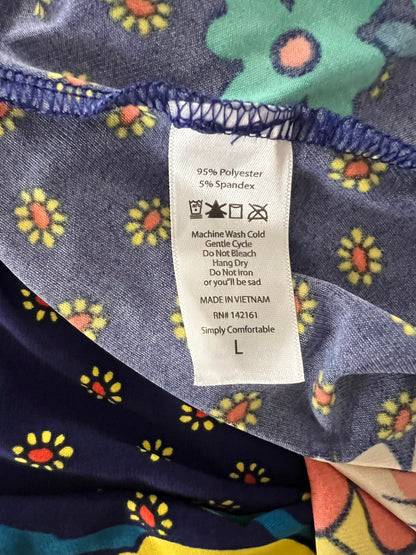 95% Polyester
5% Spandex
Machine Wash Cold
Gentle Cycle
Do Not Bleach
Hang Dry
Do Not Iron
or you"ll be sad
MADE IN VIETNAM
RN# 142161
Simply Comfortable
L